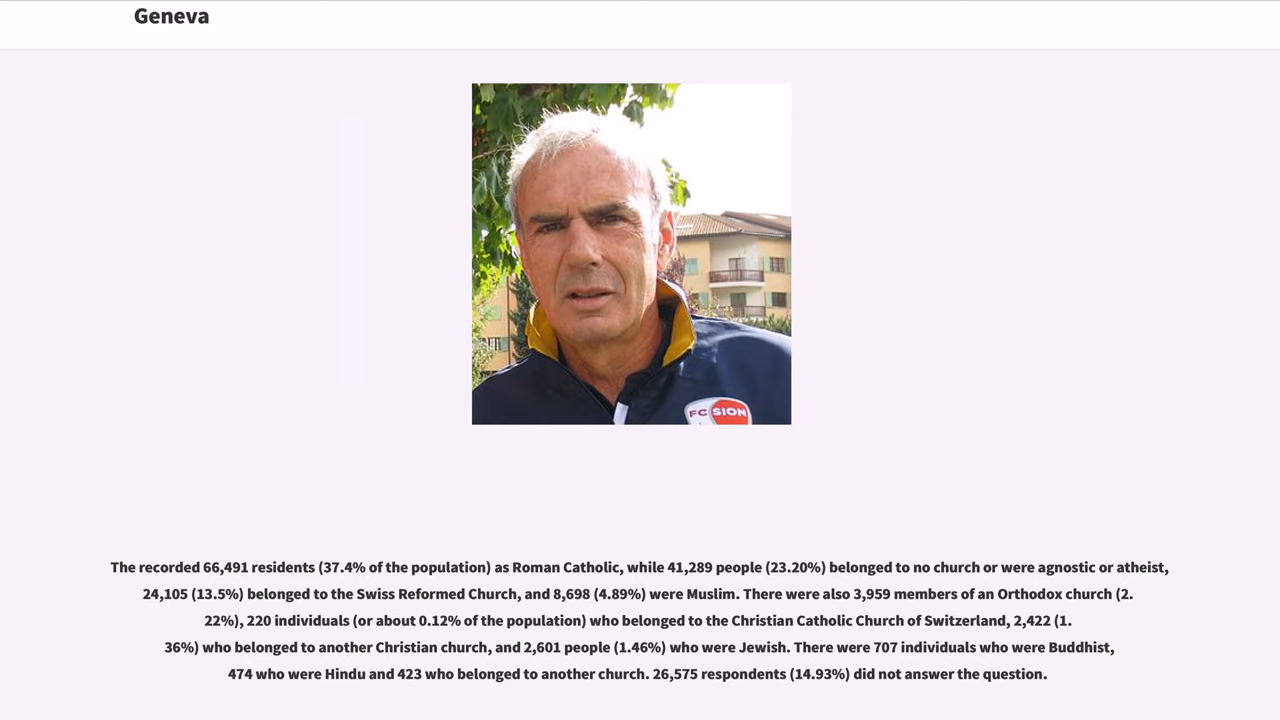 Geneva
FC SION
The recorded 66,491 residents (37.4% of the population) as Roman Catholic, while 41,289 people (23.20%) belonged to no church or were agnostic or atheist,
24,105 (13.5%) belonged to the Swiss Reformed Church, and 8,698 (4.89%) were Muslim. There were also 3,959 members of an Orthodox church (2.
22%), 220 individuals (or about 0.12% of the population) who belonged to the Christian Catholic Church of Switzerland, 2,422 (1.
36%) who belonged to another Christian church, and 2,601 people (1.46%) who were Jewish. There were 707 individuals who were Buddhist,
474 who were Hindu and 423 who belonged to another church. 26,575 respondents (14.93%) did not answer the question.